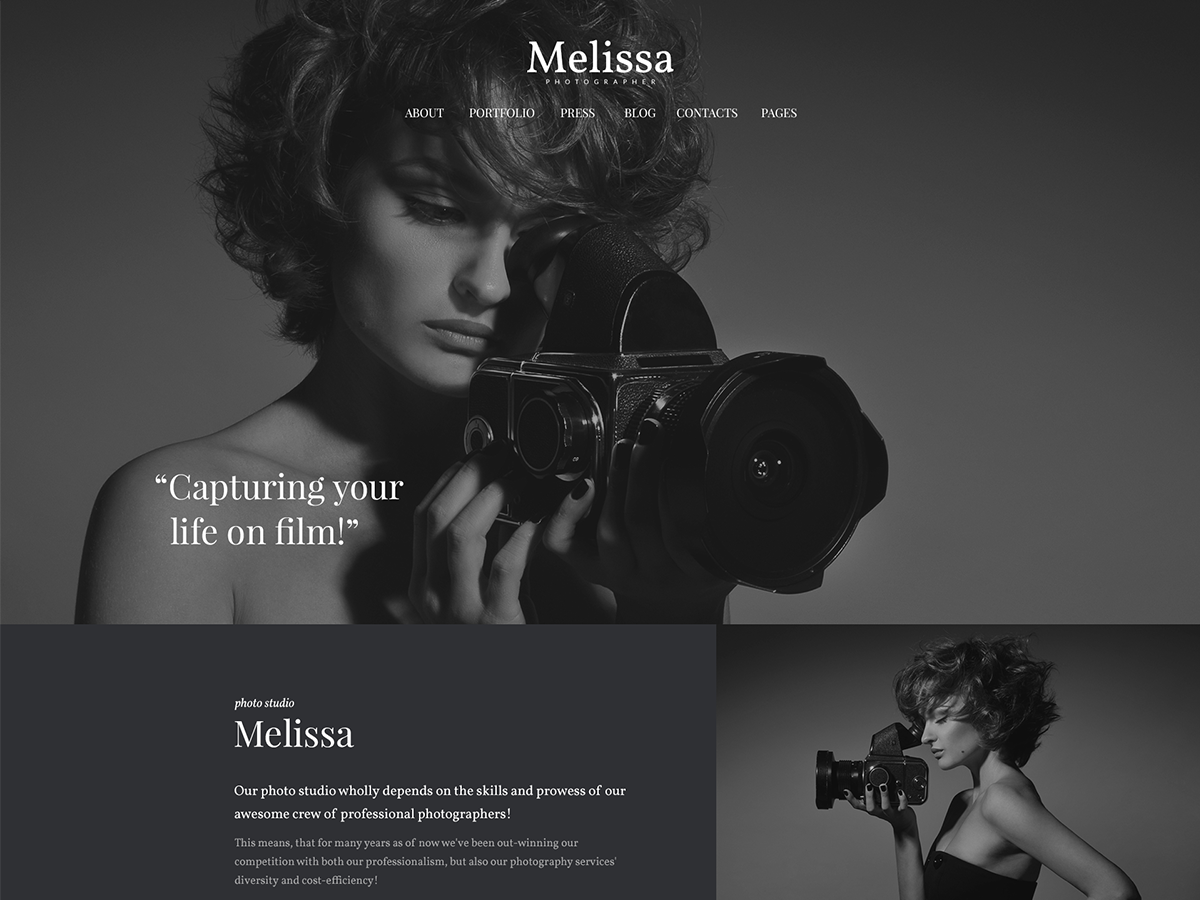 Melissa
PHOTOGRAPHER
ABOUT PORTFOLIO PRESS BLOG CONTACTS PAGES
“Capturing your
life on film!”
photo studio
Melissa
Our photo studio wholly depends on the skills and prowess of our
awesome crew of professional photographers!
This means, that for many years as of now we've been out-winning our
competition with both our professionalism, but also our photography services'
diversity and cost-efficiency!